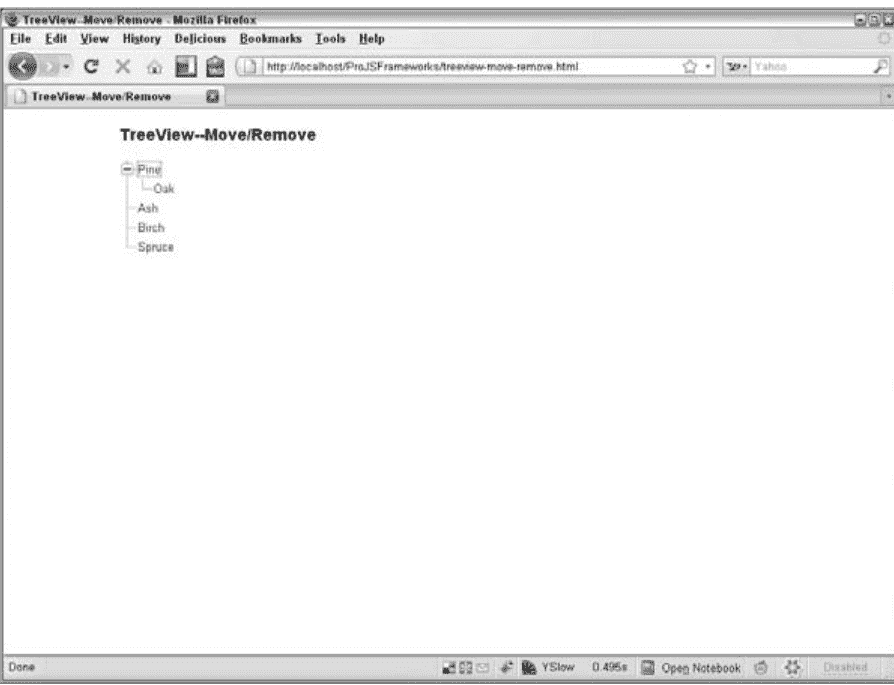 TreeView--Move/Remove - Mozilla Firefox
File Edit View History Delicious Bookmarks Tools Help
http://localhost/ProJSFrameworks/treeview-move-remove.html Yahoo
TreeView--Move/Remove
TreeView--Move/Remove
Pine
Oak
Ash
Birch
Spruce
Done YSlow 0.495s Open Notebook Disabled